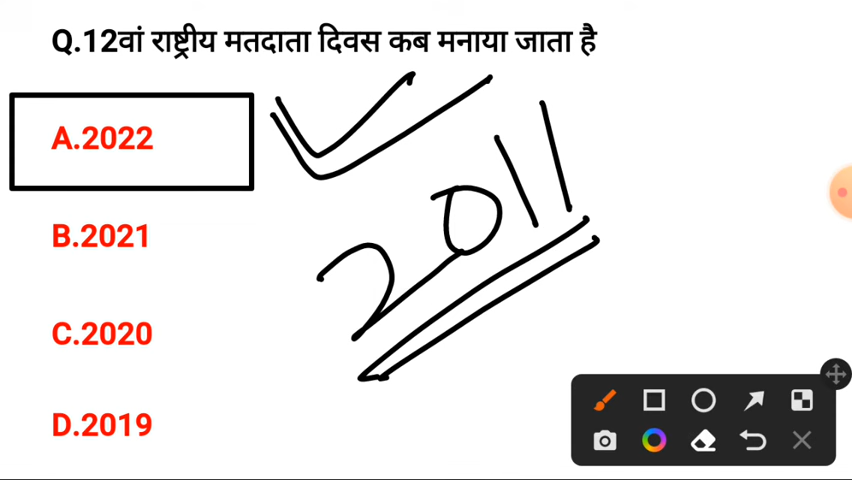 Q.12वां राष्ट्रीय मतदाता दिवस कब मनाया जाता है
A.2022
2011
B.2021
C.2020
D.2019